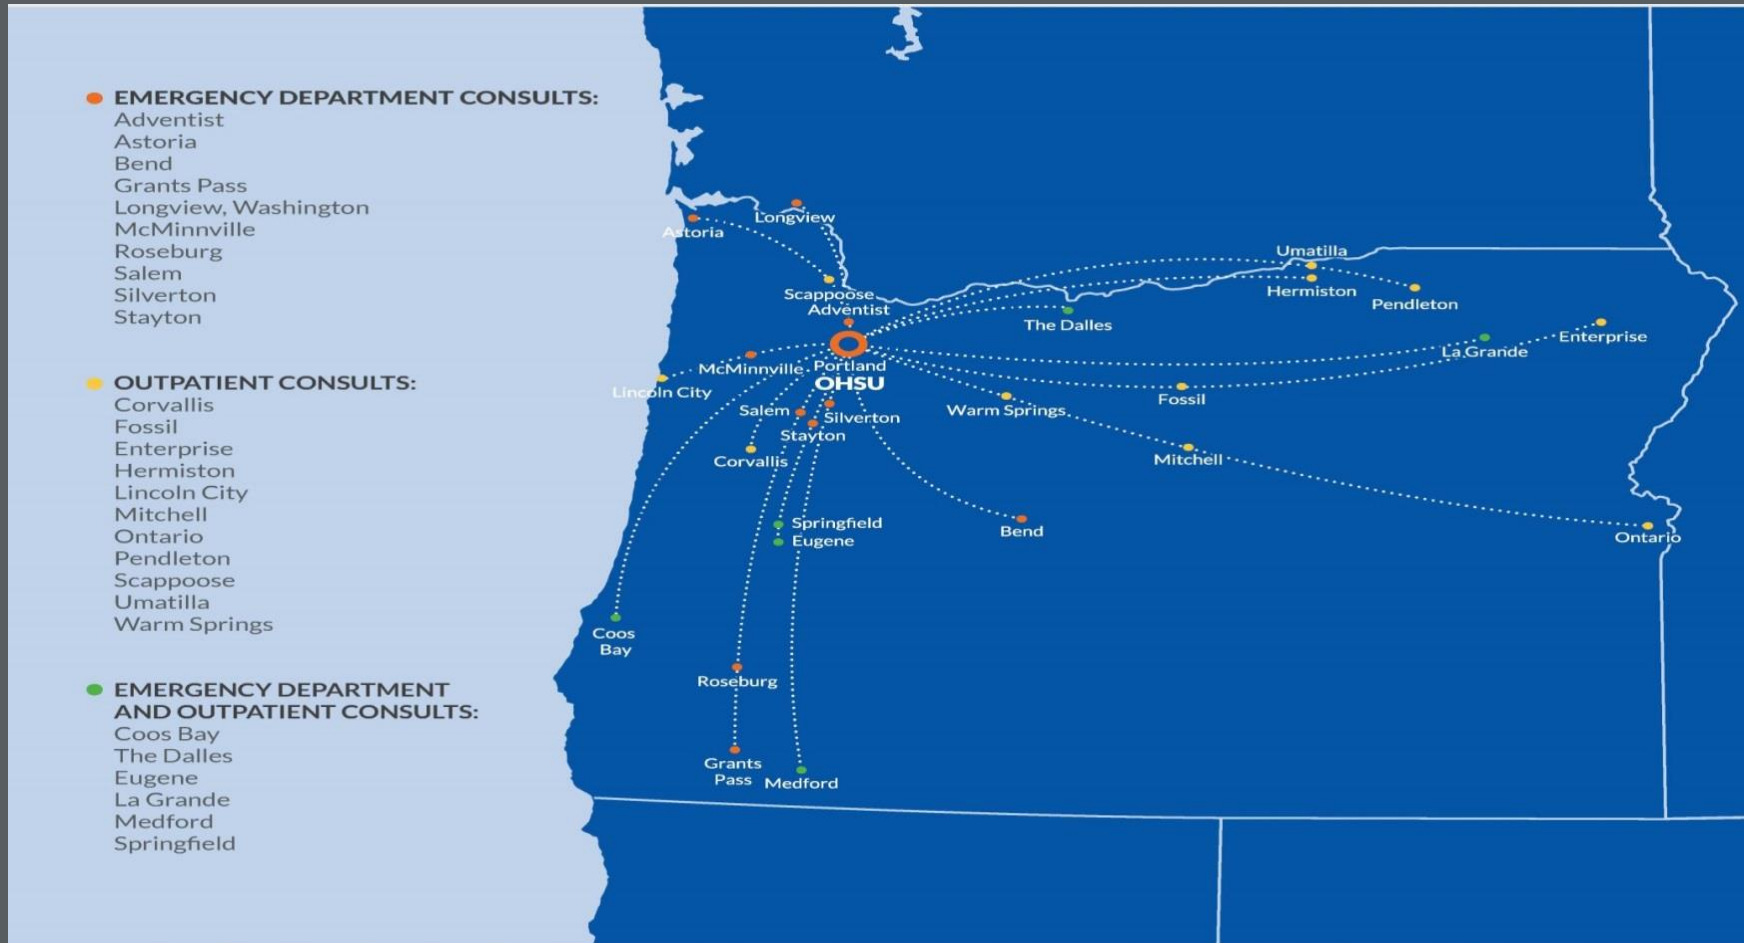 EMERGENCY DEPARTMENT CONSULTS:
Adventist
Astoria
Bend
Grants Pass
Longview, Washington
McMinnville
Roseburg
Salem
Silverton
Stayton
OUTPATIENT CONSULTS:
Corvallis
Fossil
Enterprise
Hermiston
Lincoln City
Mitchell
Ontario
Pendleton
Scappoose
Umatilla
Warm Springs
EMERGENCY DEPARTMENT
AND OUTPATIENT CONSULTS:
Coos Bay
The Dalles
Eugene
La Grande
Medford
Springfield
Longview
Astoria
Umatilla
Hermiston
Scappoose
Pendleton
Adventist
The Dalles
Enterprise
La Grande
McMinnville
Portland
OHSU
Lincoln City
Fossil
Warm Springs
Salem
Silverton
Stayton
Corvallis
Mitchell
Springfield
Bend
Ontario
Eugene
Coos
Bay
Roseburg
Grants
Pass
Medford